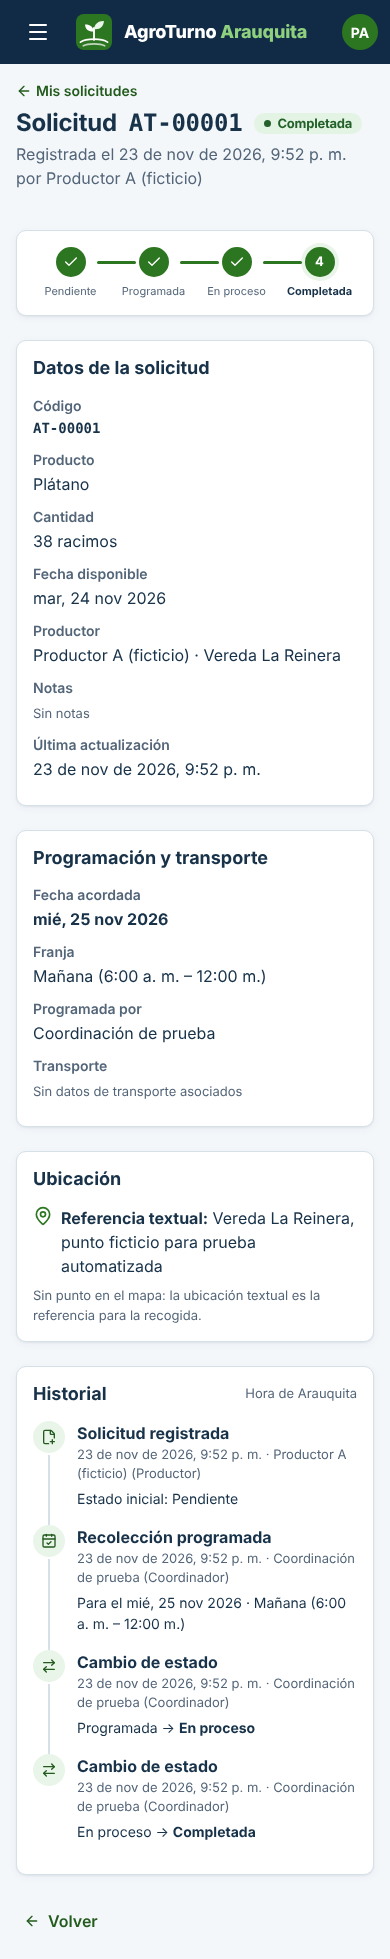 AgroTurno Arauquita
PA
← Mis solicitudes
Solicitud AT-00001
Completada
Registrada el 23 de nov de 2026, 9:52 p. m.
por Productor A (ficticio)
4
Pendiente
Programada
En proceso
Completada
Datos de la solicitud
Código
AT-00001
Producto
Plátano
Cantidad
38 racimos
Fecha disponible
mar, 24 nov 2026
Productor
Productor A (ficticio) · Vereda La Reinera
Notas
Sin notas
Última actualización
23 de nov de 2026, 9:52 p. m.
Programación y transporte
Fecha acordada
mié, 25 nov 2026
Franja
Mañana (6:00 a. m. – 12:00 m.)
Programada por
Coordinación de prueba
Transporte
Sin datos de transporte asociados
Ubicación
Referencia textual: Vereda La Reinera,
punto ficticio para prueba
automatizada
Sin punto en el mapa: la ubicación textual es la
referencia para la recogida.
Historial
Hora de Arauquita
Solicitud registrada
23 de nov de 2026, 9:52 p. m. · Productor A
(ficticio) (Productor)
Estado inicial: Pendiente
Recolección programada
23 de nov de 2026, 9:52 p. m. · Coordinación
de prueba (Coordinador)
Para el mié, 25 nov 2026 · Mañana (6:00
a. m. – 12:00 m.)
Cambio de estado
23 de nov de 2026, 9:52 p. m. · Coordinación
de prueba (Coordinador)
Programada → En proceso
Cambio de estado
23 de nov de 2026, 9:52 p. m. · Coordinación
de prueba (Coordinador)
En proceso → Completada
← Volver